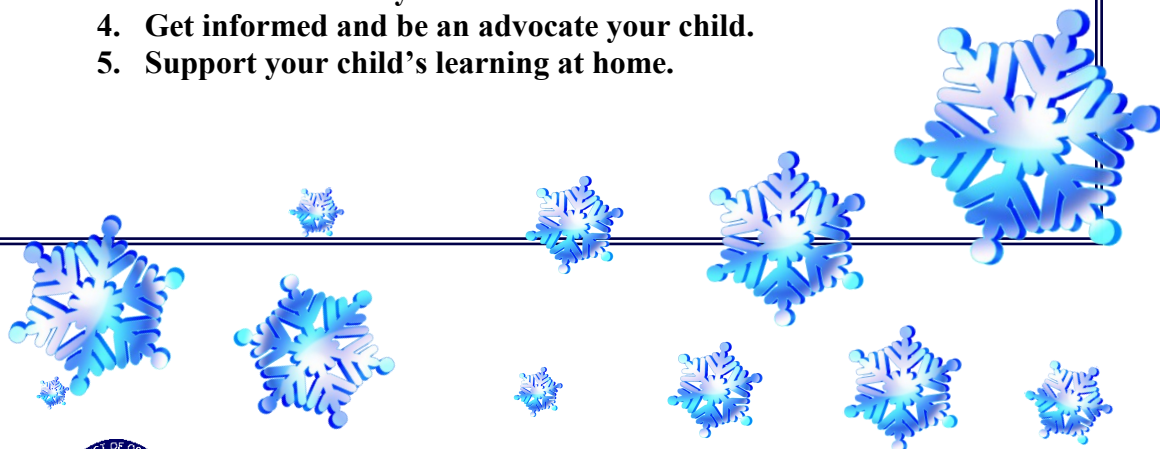 4. Get informed and be an advocate your child.
5. Support your child’s learning at home.